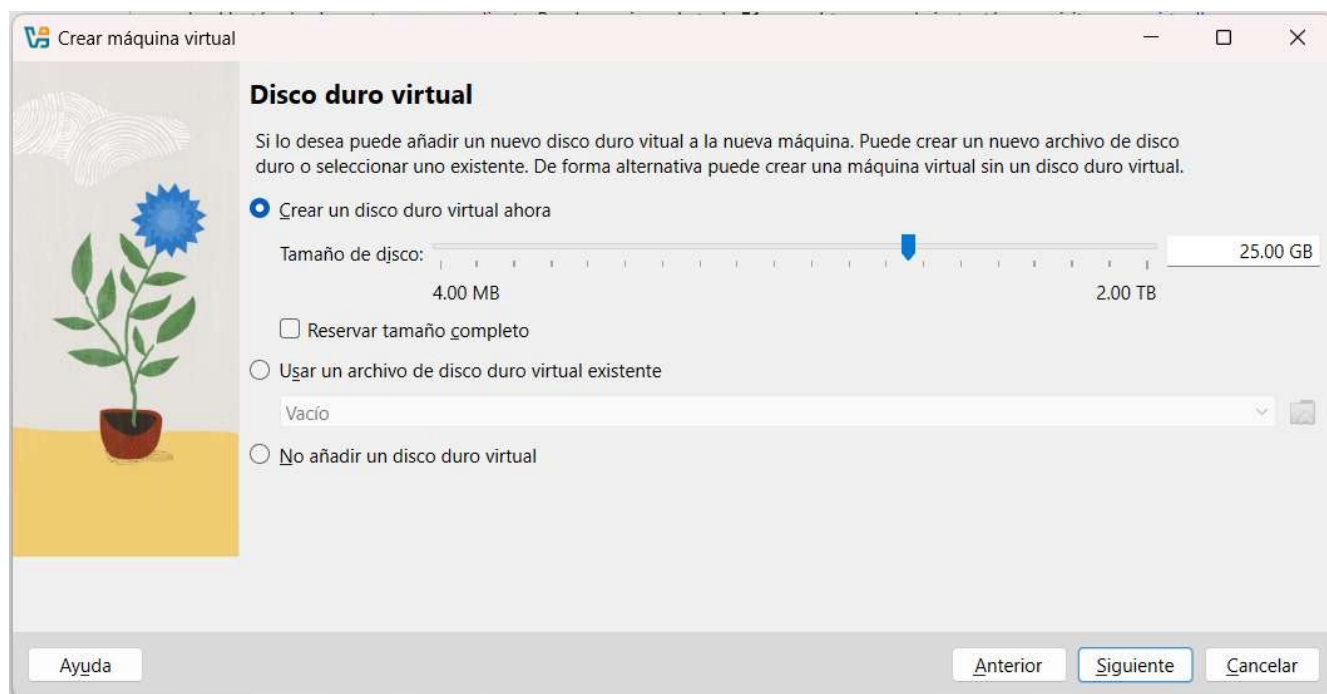 Crear máquina virtual
Disco duro virtual
Si lo desea puede añadir un nuevo disco duro vitual a la nueva máquina. Puede crear un nuevo archivo de disco
duro o seleccionar uno existente. De forma alternativa puede crear una máquina virtual sin un disco duro virtual.
Crear un disco duro virtual ahora
Tamaño de disco:
25.00 GB
4.00 MB
2.00 TB
Reservar tamaño completo
Usar un archivo de disco duro virtual existente
Vacío
No añadir un disco duro virtual
Ayuda
Anterior
Siguiente
Cancelar